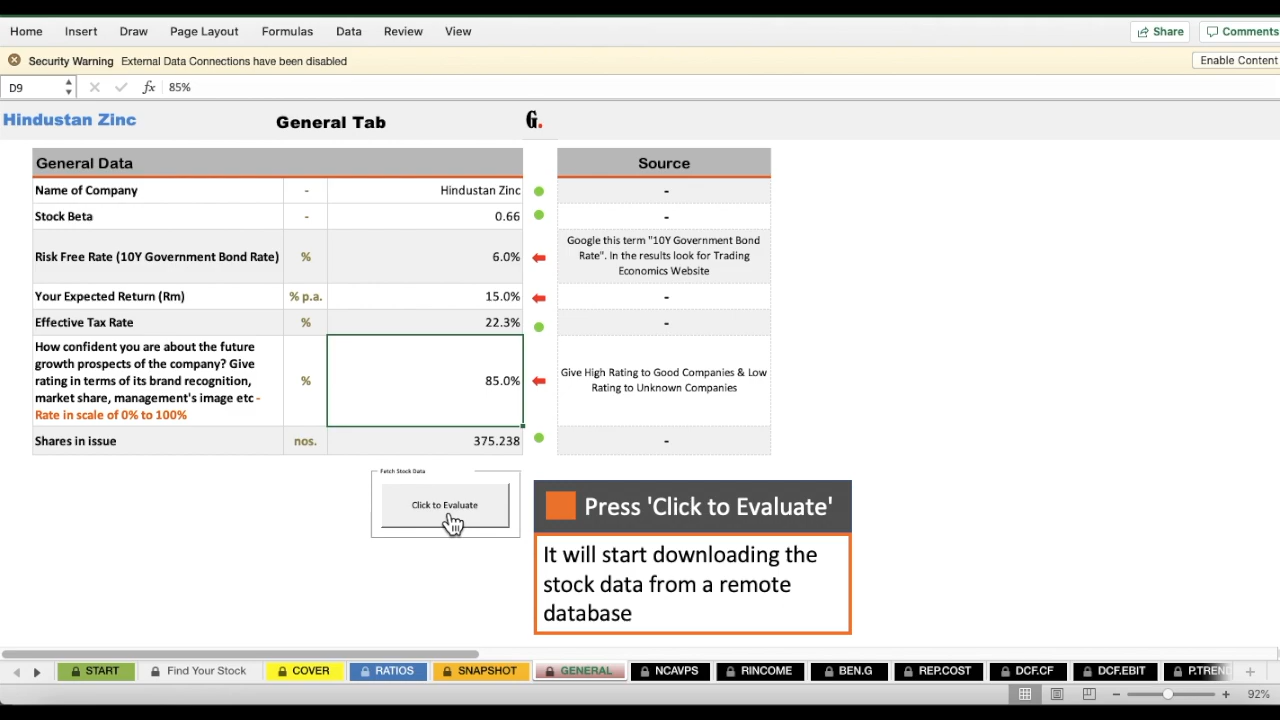 Home Insert Draw Page Layout Formulas Data Review View Share Comments
Security Warning External Data Connections have been disabled Enable Content
D9 fx 85%
Hindustan Zinc General Tab G.
General Data Source
Name of Company - Hindustan Zinc -
Stock Beta - 0.66 -
Risk Free Rate (10Y Government Bond Rate) % 6.0%
Google this term "10Y Government Bond
Rate". In the results look for Trading
Economics Website
Your Expected Return (Rm) % p.a. 15.0% -
Effective Tax Rate % 22.3% -
How confident you are about the future
growth prospects of the company? Give
rating in terms of its brand recognition,
market share, management's image etc -
Rate in scale of 0% to 100%
% 85.0%
Give High Rating to Good Companies & Low
Rating to Unknown Companies
Shares in issue nos. 375.238 -
Fetch Stock Data
Click to Evaluate
Press 'Click to Evaluate'
It will start downloading the
stock data from a remote
database
START Find Your Stock COVER RATIOS SNAPSHOT GENERAL NCAVPS RINCOME BEN.G REP.COST DCF.CF DCF.EBIT P.TREND
92%